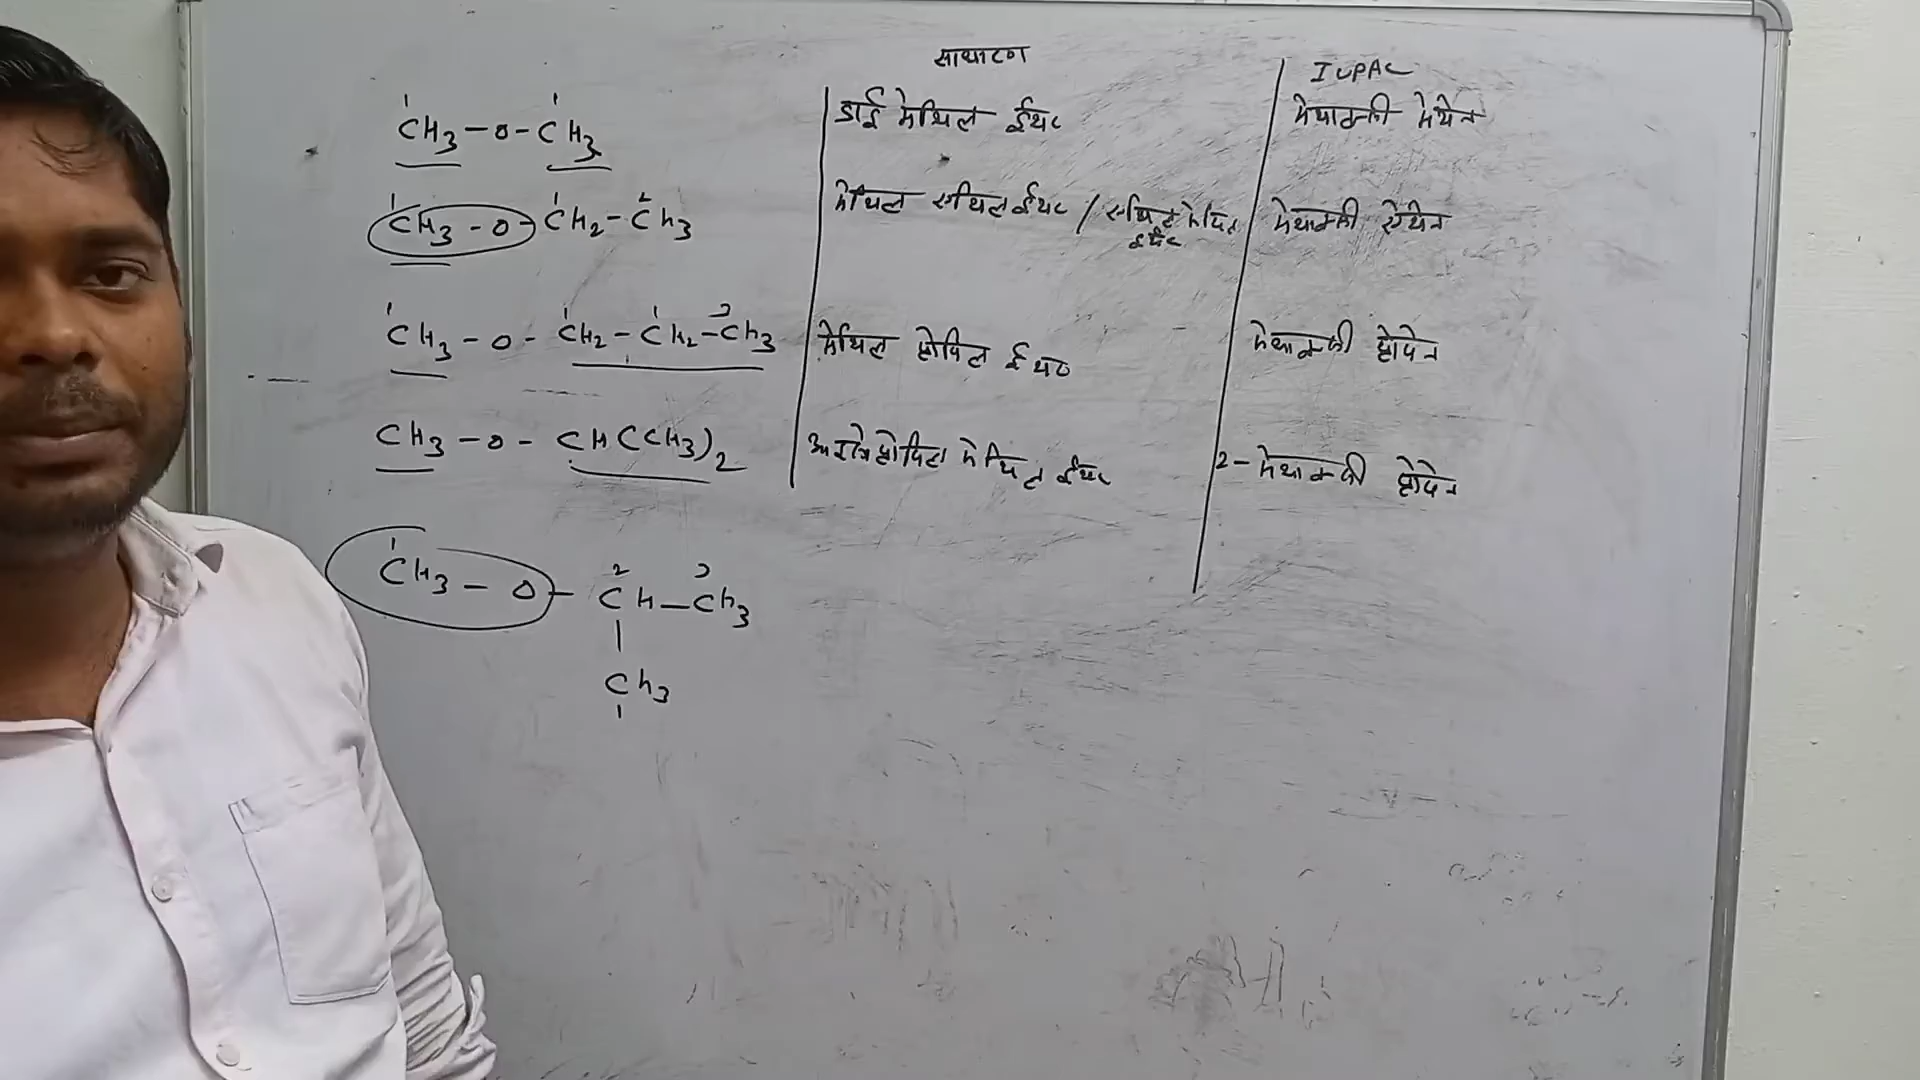 साधारण IUPAC
CH3-O-CH3 डाई मेथिल ईथर मेथाक्सी मेथेन
CH3-O-CH2-CH3 मेथिल एथिल ईथर / एथिल मेथिल ईथर मेथाक्सी एथेन
CH3-O-CH2-CH2-CH3 मेथिल प्रोपिल ईथर मेथाक्सी प्रोपेन
CH3-O-CH(CH3)2 आइसोप्रोपिल मेथिल ईथर 2-मेथाक्सी प्रोपेन
CH3-O-CH-CH3
CH3